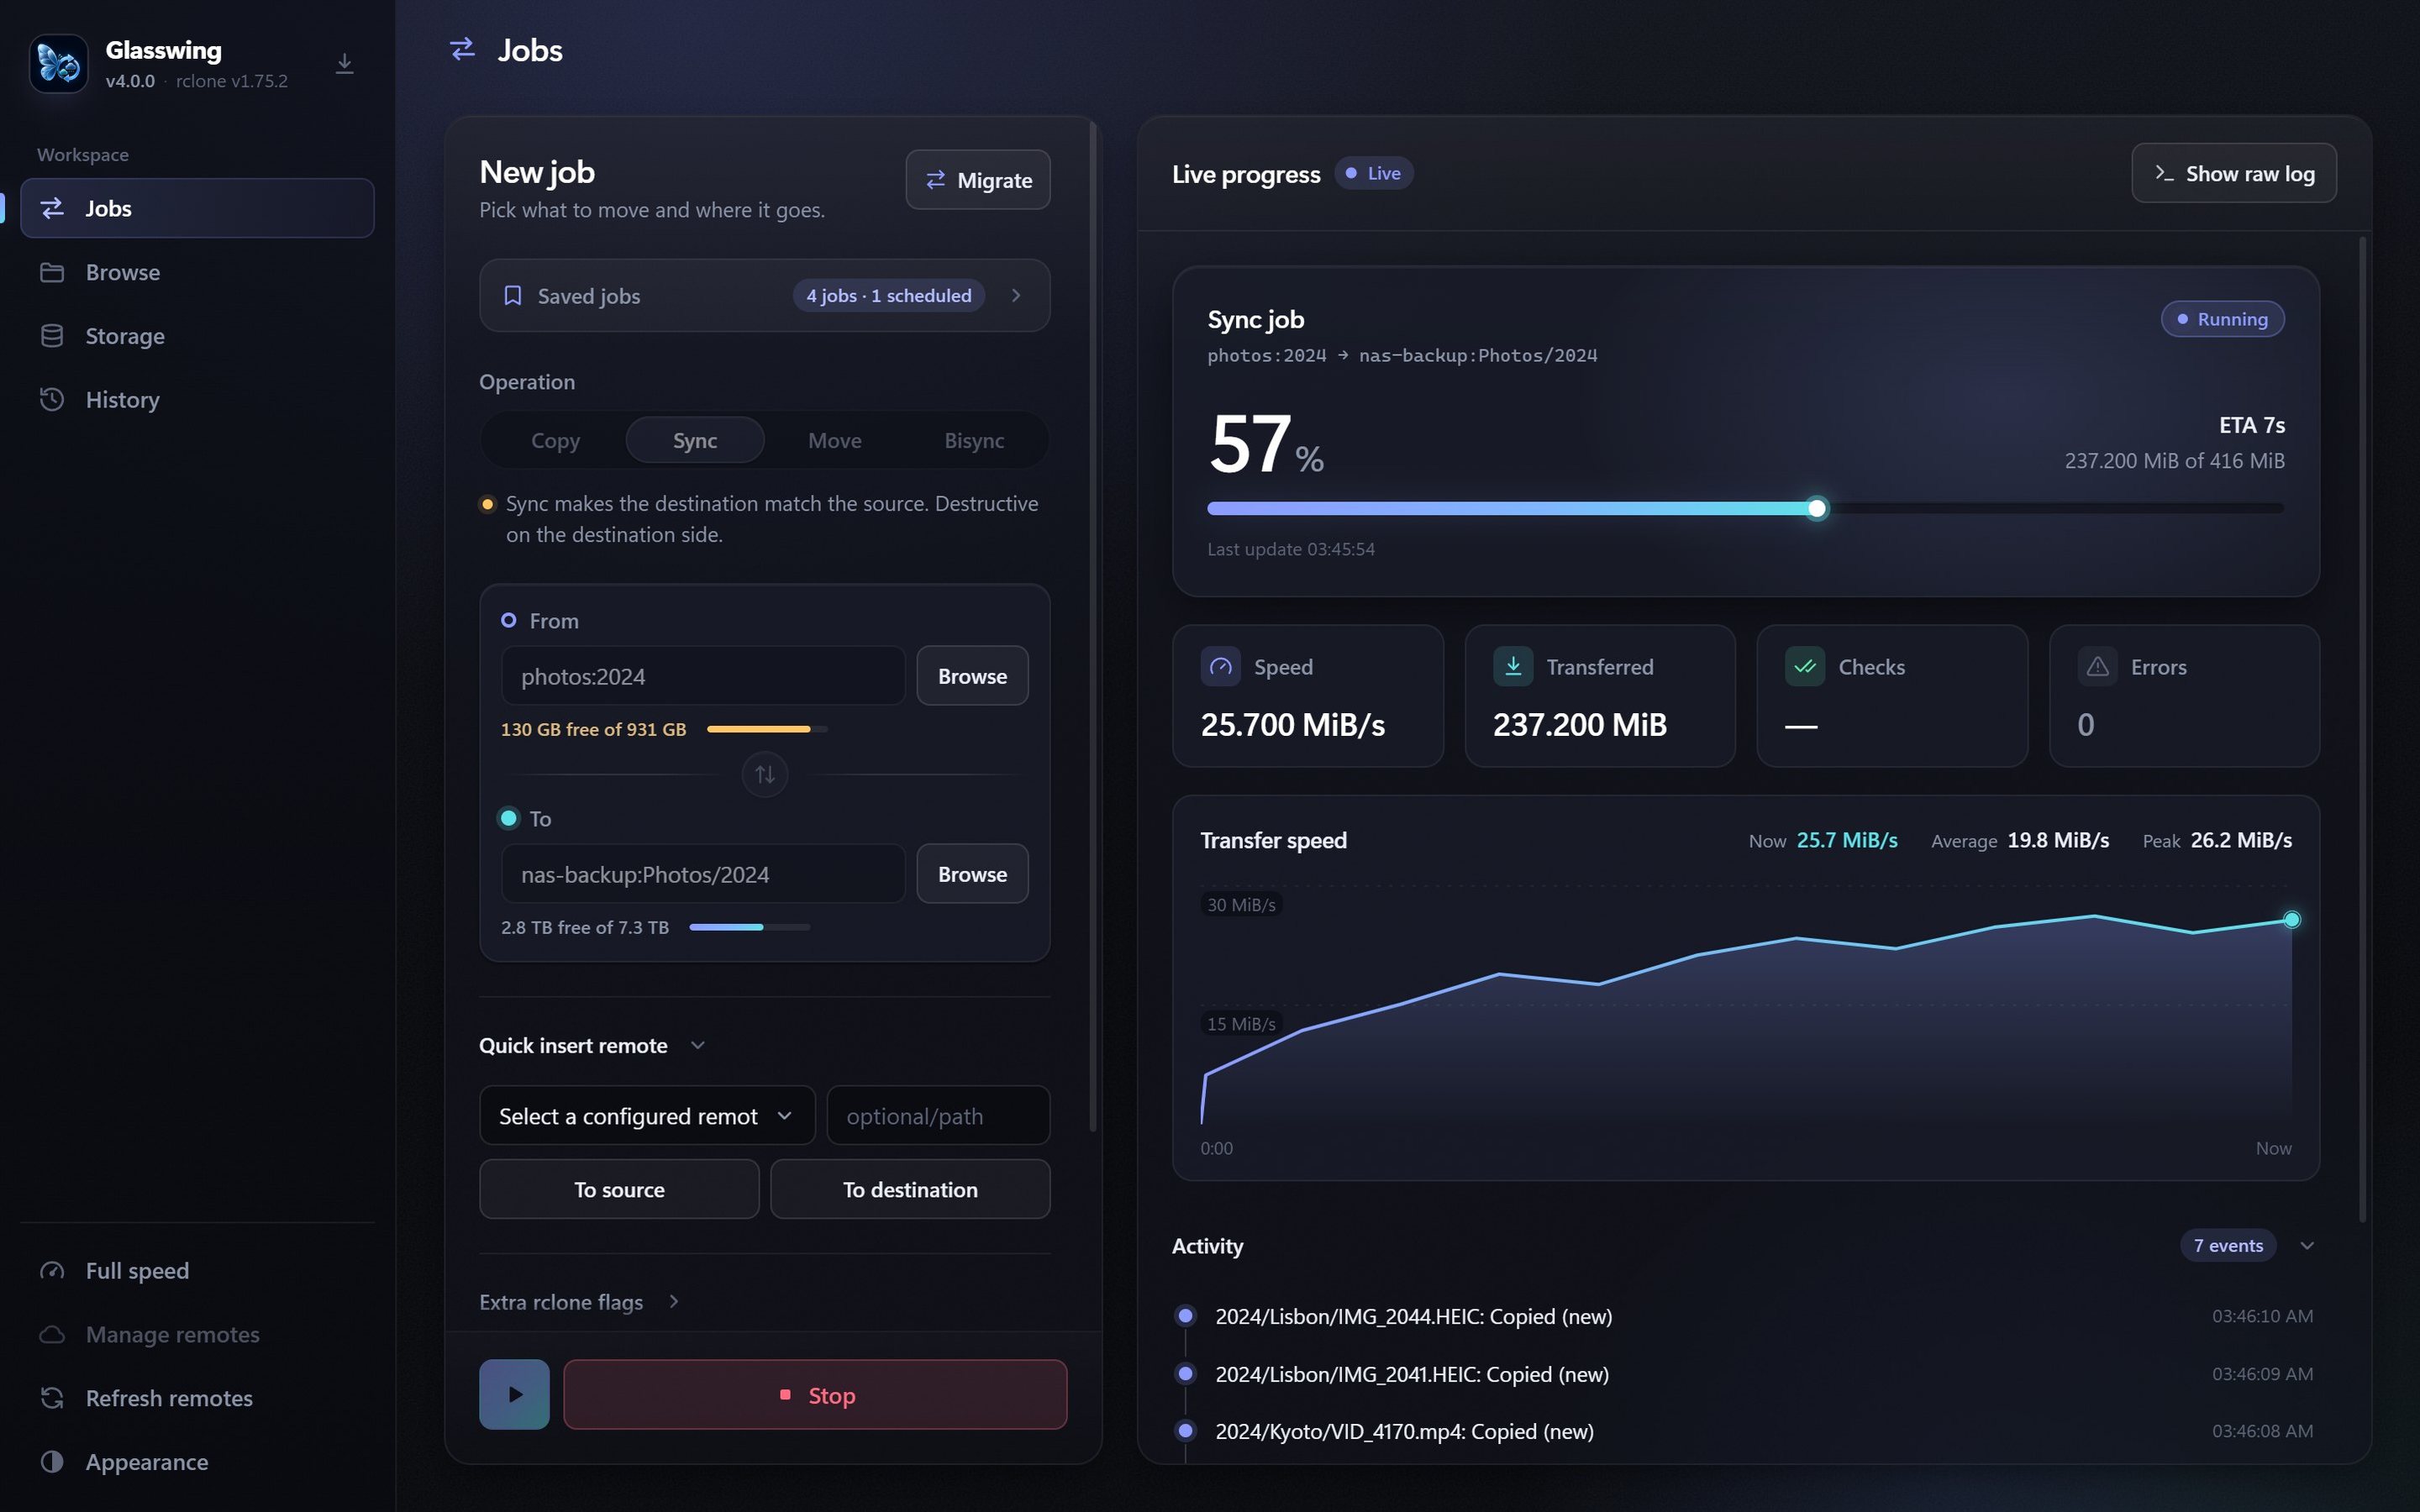 Glasswing
v4.0.0 · rclone v1.75.2
Workspace
Jobs
Browse
Storage
History
Full speed
Manage remotes
Refresh remotes
Appearance
Jobs
New job
Migrate
Pick what to move and where it goes.
Saved jobs
4 jobs · 1 scheduled
Operation
Copy
Sync
Move
Bisync
Sync makes the destination match the source. Destructive
on the destination side.
From
photos:2024
Browse
130 GB free of 931 GB
To
nas-backup:Photos/2024
Browse
2.8 TB free of 7.3 TB
Quick insert remote
Select a configured remot
optional/path
To source
To destination
Extra rclone flags
Stop
Live progress
Live
Show raw log
Sync job
Running
photos:2024 → nas-backup:Photos/2024
57%
ETA 7s
237.200 MiB of 416 MiB
Last update 03:45:54
Speed
25.700 MiB/s
Transferred
237.200 MiB
Checks
—
Errors
0
Transfer speed
Now 25.7 MiB/s
Average 19.8 MiB/s
Peak 26.2 MiB/s
30 MiB/s
15 MiB/s
0:00
Now
Activity
7 events
2024/Lisbon/IMG_2044.HEIC: Copied (new)
03:46:10 AM
2024/Lisbon/IMG_2041.HEIC: Copied (new)
03:46:09 AM
2024/Kyoto/VID_4170.mp4: Copied (new)
03:46:08 AM